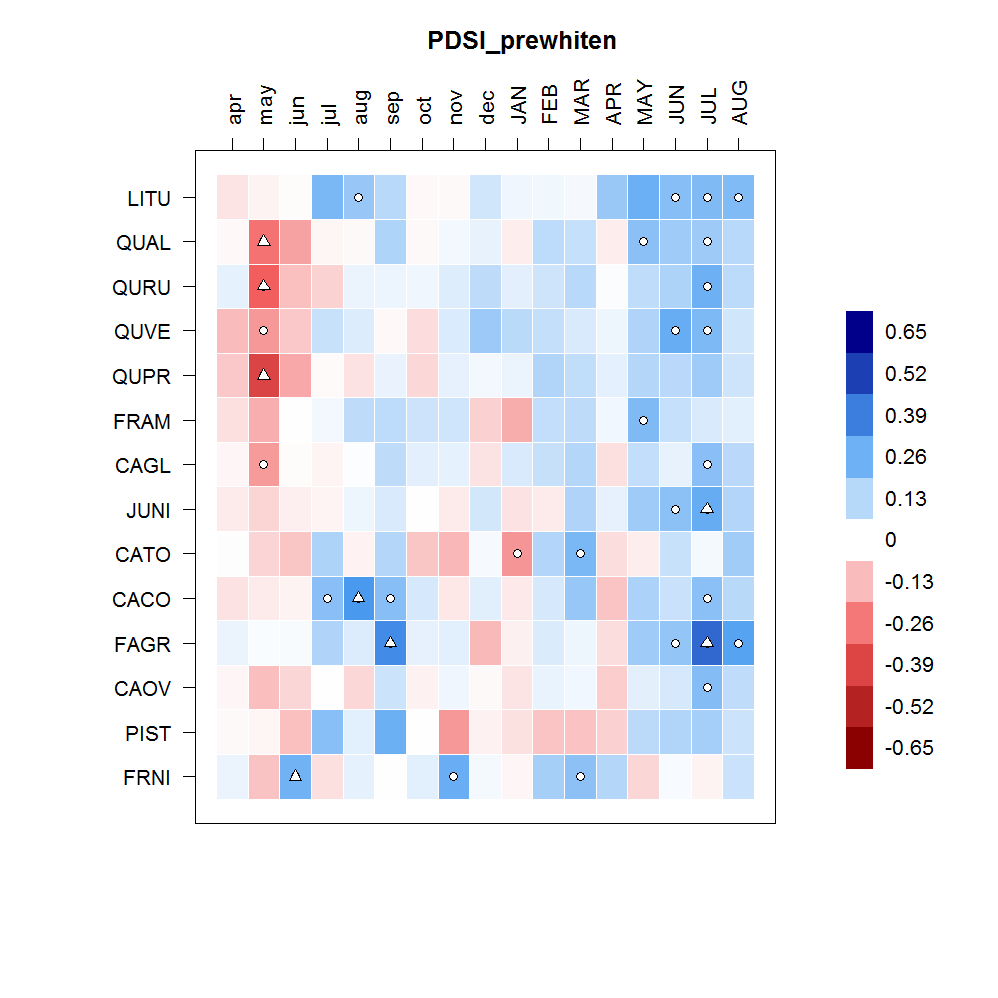 PDSI_prewhiten
apr may jun jul aug sep oct nov dec JAN FEB MAR APR MAY JUN JUL AUG
LITU
QUAL
QURU
QUVE
QUPR
FRAM
CAGL
JUNI
CATO
CACO
FAGR
CAOV
PIST
FRNI
0.65
0.52
0.39
0.26
0.13
0
-0.13
-0.26
-0.39
-0.52
-0.65